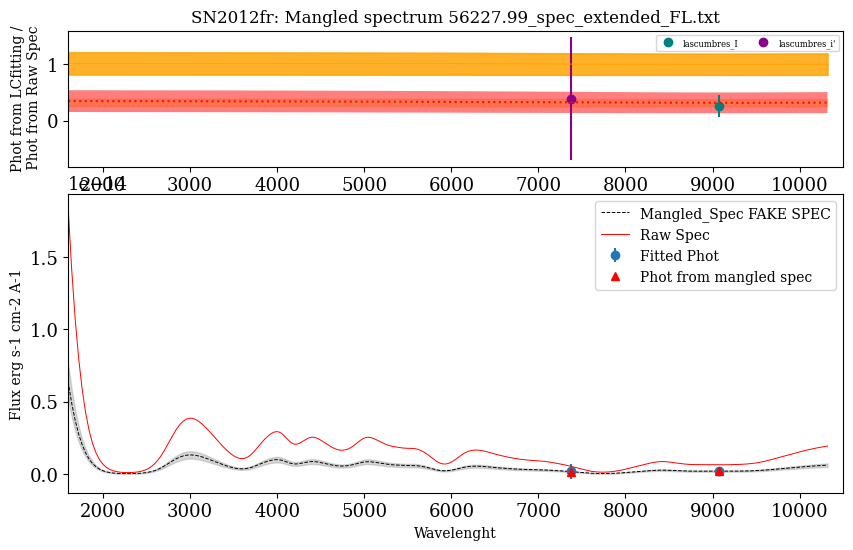 SN2012fr: Mangled spectrum 56227.99_spec_extended_FL.txt
Phot from LCfitting /
Phot from Raw Spec
1
0
lascumbres_I
lascumbres_i'
2000 3000 4000 5000 6000 7000 8000 9000 10000
1e−14
Flux erg s-1 cm-2 A-1
1.5
1.0
0.5
0.0
Mangled_Spec FAKE SPEC
Raw Spec
Fitted Phot
Phot from mangled spec
2000 3000 4000 5000 6000 7000 8000 9000 10000
Wavelenght